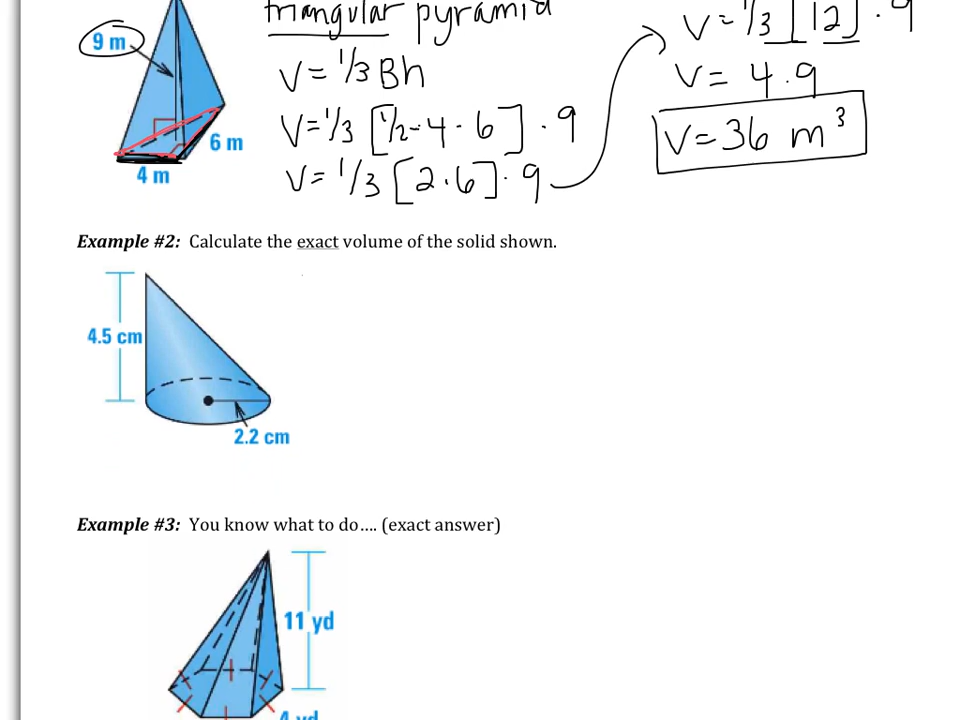 triangular pyramid
9 m
V = 1/3 Bh
V = 1/3 [1/2 · 4 · 6] · 9
V = 1/3 [2 · 6] · 9
6 m
4 m
V = 1/3 [12] · 9
V = 4 · 9
V = 36 m³
Example #2: Calculate the exact volume of the solid shown.
4.5 cm
2.2 cm
Example #3: You know what to do…. (exact answer)
11 yd
4 yd